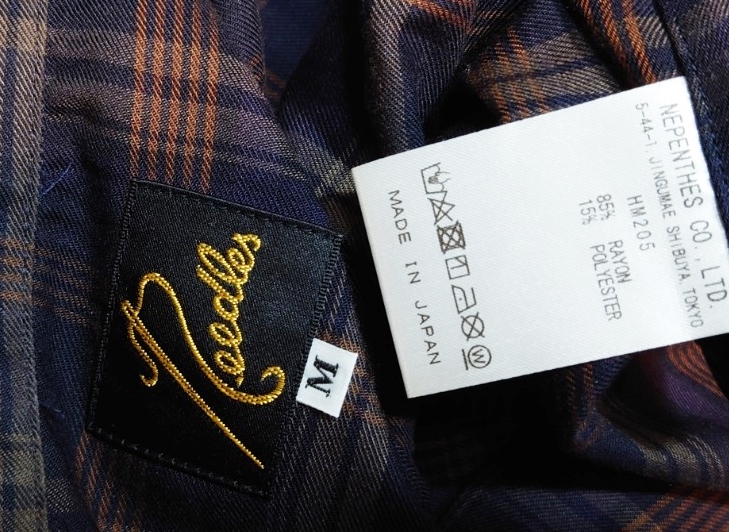 Needles
M
NEPENTHES CO., LTD.
5-44-1, JINGUMAE SHIBUYA, TOKYO
HM205
85% RAYON
15% POLYESTER
W
MADE IN JAPAN